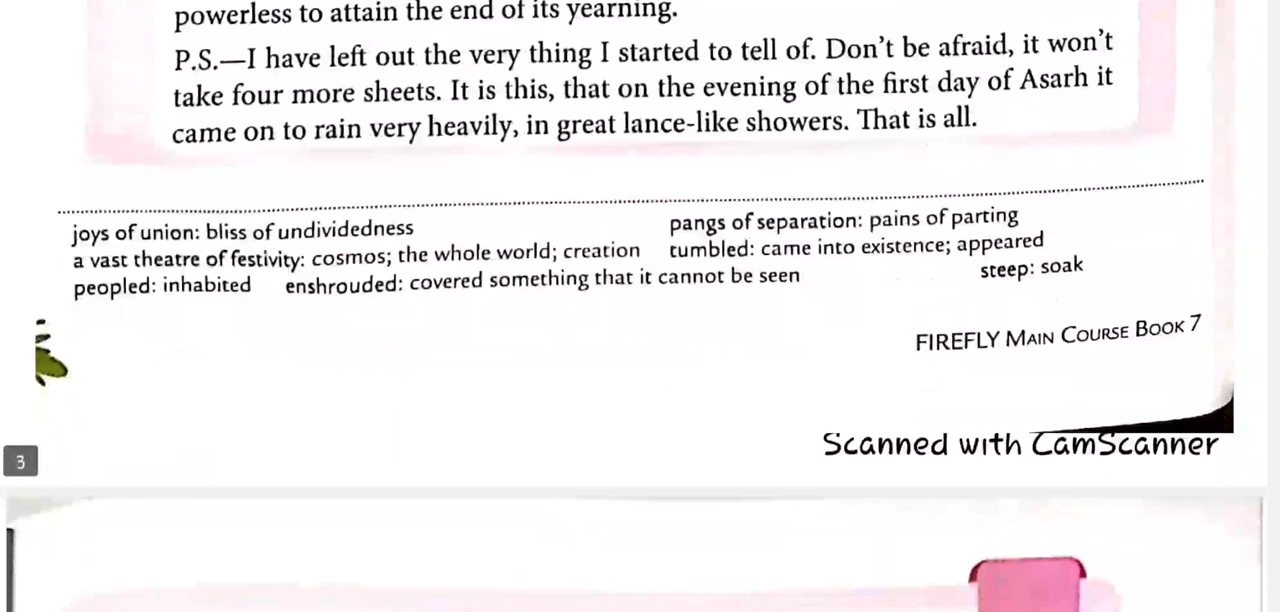 powerless to attain the end of its yearning.
P.S.—I have left out the very thing I started to tell of. Don't be afraid, it won't
take four more sheets. It is this, that on the evening of the first day of Asarh it
came on to rain very heavily, in great lance-like showers. That is all.
joys of union: bliss of undividedness pangs of separation: pains of parting
a vast theatre of festivity: cosmos; the whole world; creation tumbled: came into existence; appeared
peopled: inhabited enshrouded: covered something that it cannot be seen steep: soak
FIREFLY MAIN COURSE BOOK 7
Scanned with CamScanner
3